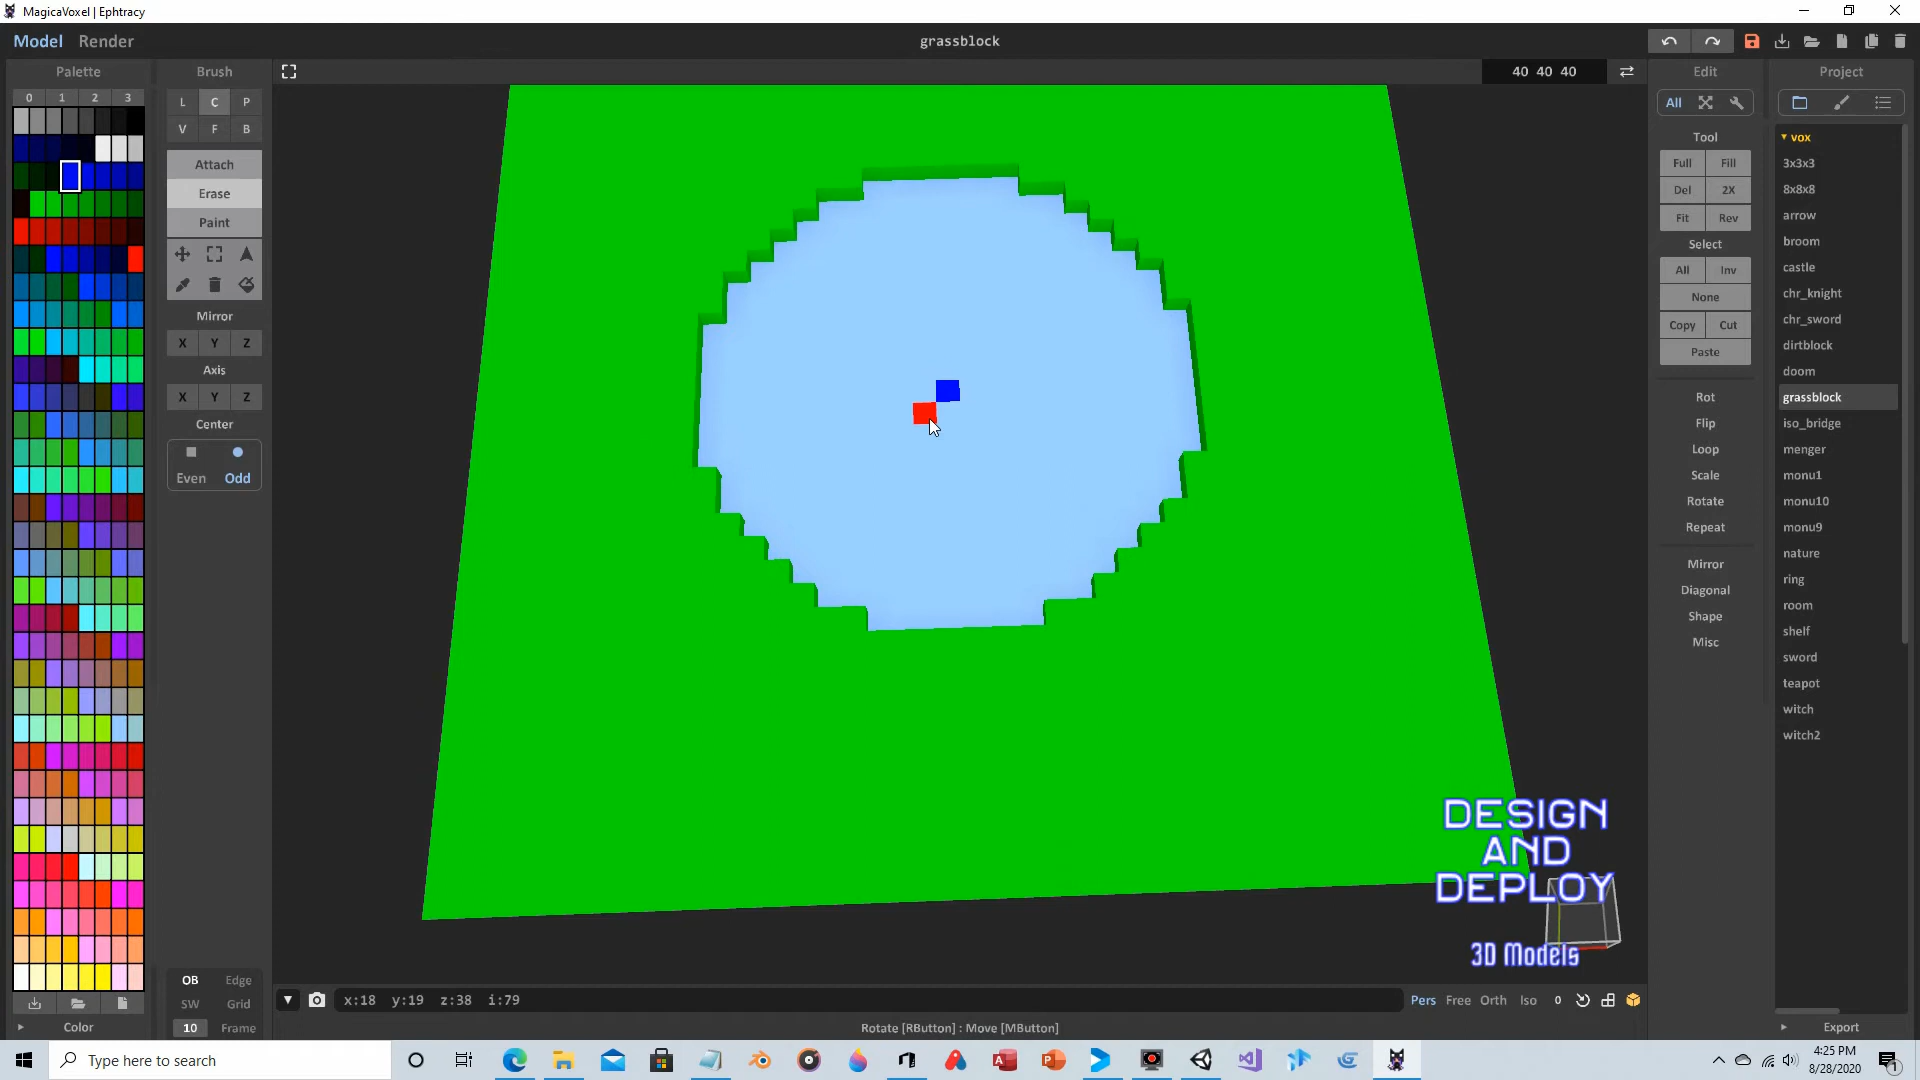 MagicaVoxel | Ephtracy
Model Render
grassblock
Palette
0 1 2 3
Brush
L C P
V F B
Attach
Erase
Paint
Mirror
X Y Z
Axis
X Y Z
Center
Even Odd
OB Edge
SW Grid
10 Frame
Color
40 40 40
Edit
All
Tool
Full Fill
Del 2X
Fit Rev
Select
All Inv
None
Copy Cut
Paste
Rot
Flip
Loop
Scale
Rotate
Repeat
Mirror
Diagonal
Shape
Misc
Project
vox
3x3x3
8x8x8
arrow
broom
castle
chr_knight
chr_sword
dirtblock
doom
grassblock
iso_bridge
menger
monu1
monu10
monu9
nature
ring
room
shelf
sword
teapot
witch
witch2
Export
DESIGN
AND
DEPLOY
3D Models
x:18 y:19 z:38 i:79
Pers Free Orth Iso 0
Rotate [RButton] : Move [MButton]
Type here to search
4:25 PM
8/28/2020
1